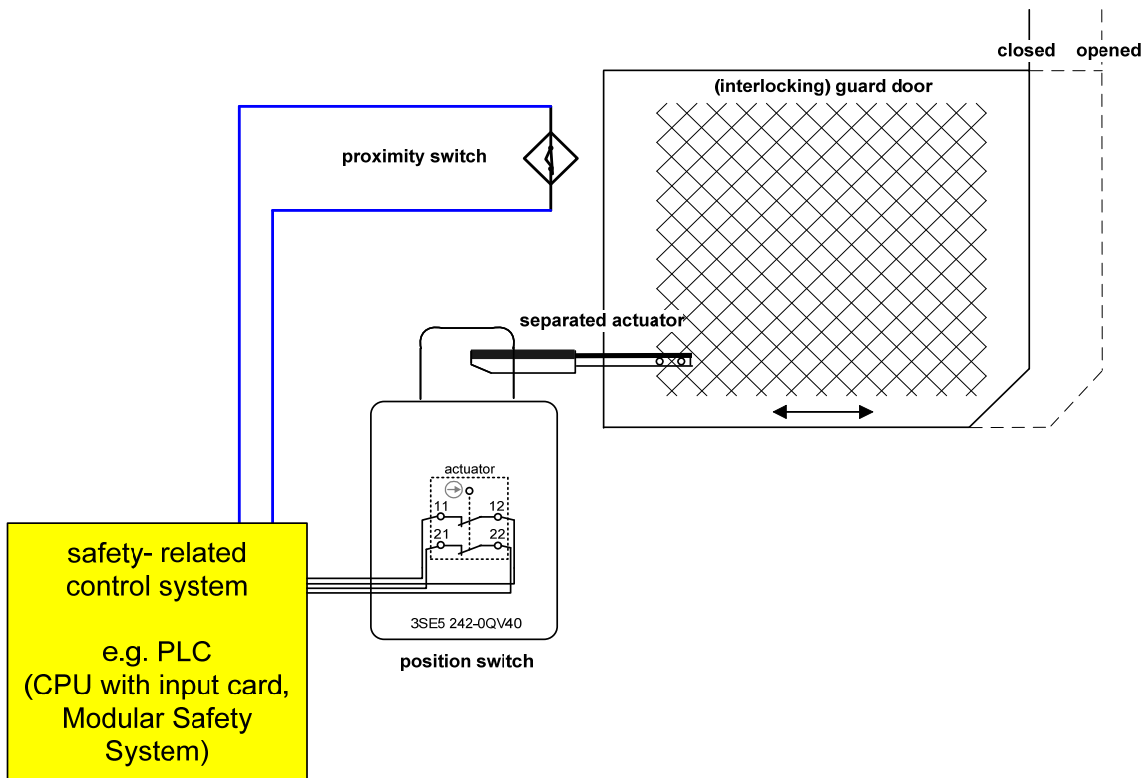 closed opened
(interlocking) guard door
proximity switch
separated actuator
actuator
11 12
21 22
3SE5 242-0QV40
position switch
safety- related
control system
e.g. PLC
(CPU with input card,
Modular Safety
System)